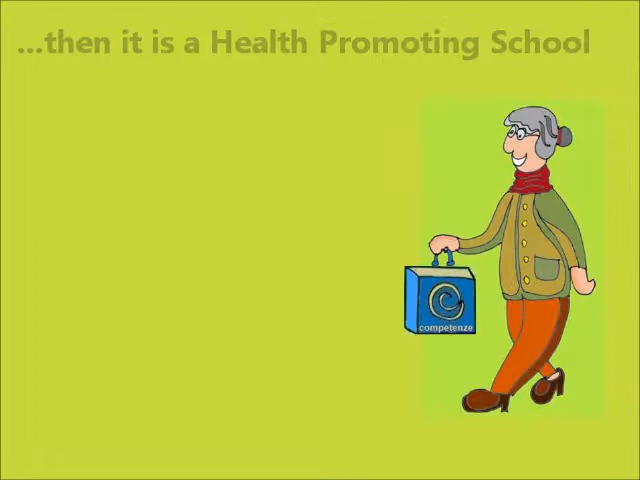 ...then it is a Health Promoting School
competenze